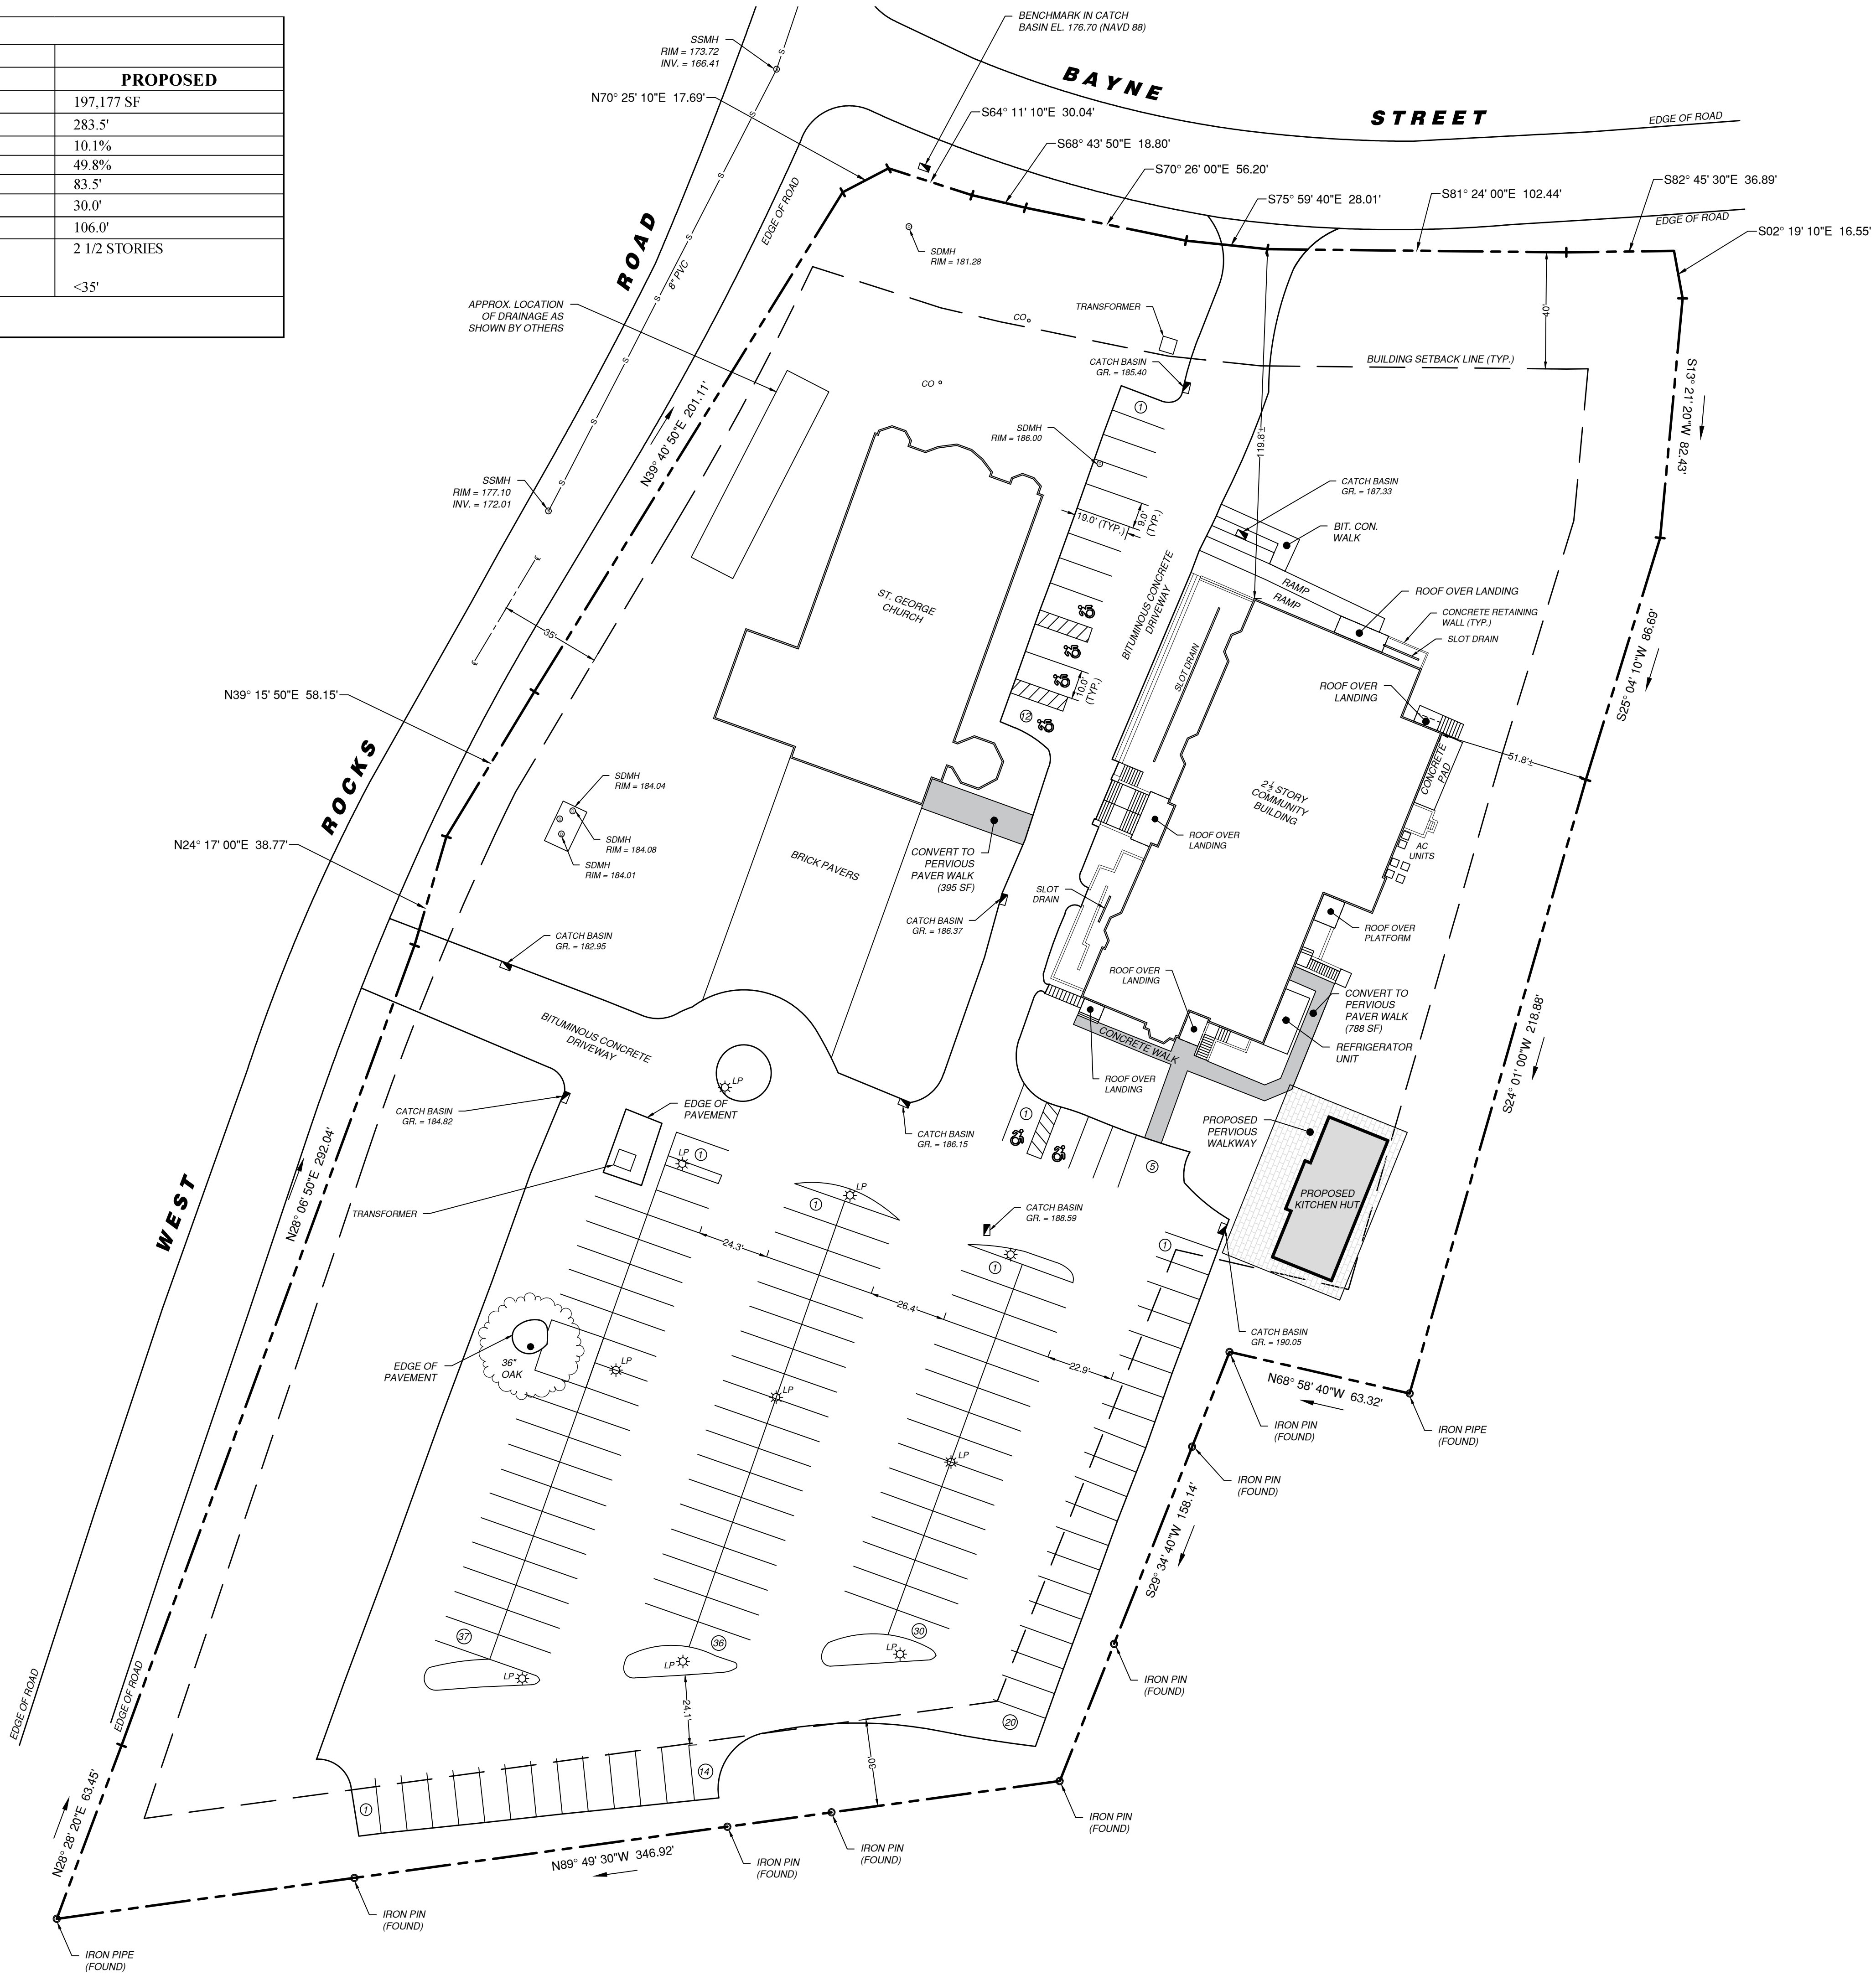 PROPOSED
197,177 SF
283.5'
10.1%
49.8%
83.5'
30.0'
106.0'
2 1/2 STORIES
<35'
BENCHMARK IN CATCH
BASIN EL. 176.70 (NAVD 88)
SSMH
RIM = 173.72
INV. = 166.41
BAYNE STREET
EDGE OF ROAD
N70° 25' 10"E 17.69'
S64° 11' 10"E 30.04'
S68° 43' 50"E 18.80'
S70° 26' 00"E 56.20'
S75° 59' 40"E 28.01'
S81° 24' 00"E 102.44'
S82° 45' 30"E 36.89'
EDGE OF ROAD
S02° 19' 10"E 16.55'
S
S
S
S
S
S
S
8" PVC
EDGE OF ROAD
SDMH
RIM = 181.28
APPROX. LOCATION
OF DRAINAGE AS
SHOWN BY OTHERS
CO
TRANSFORMER
40'
BUILDING SETBACK LINE (TYP.)
CATCH BASIN
GR. = 185.40
CO
1
S13° 21' 20"W 82.43'
N39° 40' 50"E 201.11'
SDMH
RIM = 186.00
119.8'±
SSMH
RIM = 177.10
INV. = 172.01
CATCH BASIN
GR. = 187.33
19.0' (TYP.)
9.0'
(TYP.)
BIT. CON.
WALK
BITUMINOUS CONCRETE
DRIVEWAY
RAMP
RAMP
ROOF OVER LANDING
CONCRETE RETAINING
WALL (TYP.)
SLOT DRAIN
ST. GEORGE
CHURCH
35'
SLOT DRAIN
10.0'
(TYP.)
12
ROOF OVER
LANDING
S25° 04' 10"W 86.69'
N39° 15' 50"E 58.15'
51.8'±
CONCRETE
PAD
SDMH
RIM = 184.04
SDMH
RIM = 184.08
SDMH
RIM = 184.01
2 1/2 STORY
COMMUNITY
BUILDING
ROOF OVER
LANDING
AC
UNITS
N24° 17' 00"E 38.77'
BRICK PAVERS
CONVERT TO
PERVIOUS
PAVER WALK
(395 SF)
SLOT
DRAIN
CATCH BASIN
GR. = 186.37
CATCH BASIN
GR. = 182.95
ROOF OVER
PLATFORM
ROOF OVER
LANDING
CONVERT TO
PERVIOUS
PAVER WALK
(788 SF)
REFRIGERATOR
UNIT
BITUMINOUS CONCRETE
DRIVEWAY
CONCRETE WALK
S24° 01' 00"W 218.88'
LP
ROOF OVER
LANDING
EDGE OF
PAVEMENT
CATCH BASIN
GR. = 184.82
CATCH BASIN
GR. = 186.15
1
PROPOSED
PERVIOUS
WALKWAY
5
LP
1
N28° 06' 50"E 292.04'
PROPOSED
KITCHEN HUT
TRANSFORMER
LP
1
CATCH BASIN
GR. = 188.59
24.3'
1
1
26.4'
CATCH BASIN
GR. = 190.05
36"
OAK
EDGE OF
PAVEMENT
LP
LP
22.9'
N68° 58' 40"W 63.32'
IRON PIN
(FOUND)
IRON PIPE
(FOUND)
LP
IRON PIN
(FOUND)
S29° 34' 40"W 158.14'
WEST ROCKS ROAD
37
36
30
LP
LP
LP
IRON PIN
(FOUND)
EDGE OF ROAD
EDGE OF ROAD
24.1'
20
30'
14
1
N28° 28' 20"E 63.45'
IRON PIN
(FOUND)
IRON PIN
(FOUND)
IRON PIN
(FOUND)
N89° 49' 30"W 346.92'
IRON PIN
(FOUND)
IRON PIPE
(FOUND)